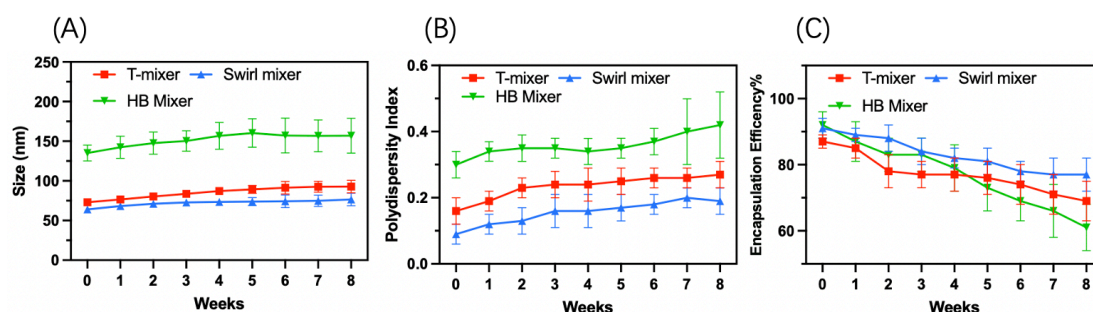 (A)
Size (nm)
250
200
150
100
50
0
T-mixer Swirl mixer
HB Mixer
0 1 2 3 4 5 6 7 8
Weeks
(B)
Polydispersity Index
0.6
0.4
0.2
0.0
T-mixer Swirl mixer
HB Mixer
0 1 2 3 4 5 6 7 8
Weeks
(C)
Encapsulation Efficency%
100
80
60
T-mixer Swirl mixer
HB Mixer
0 1 2 3 4 5 6 7 8
Weeks